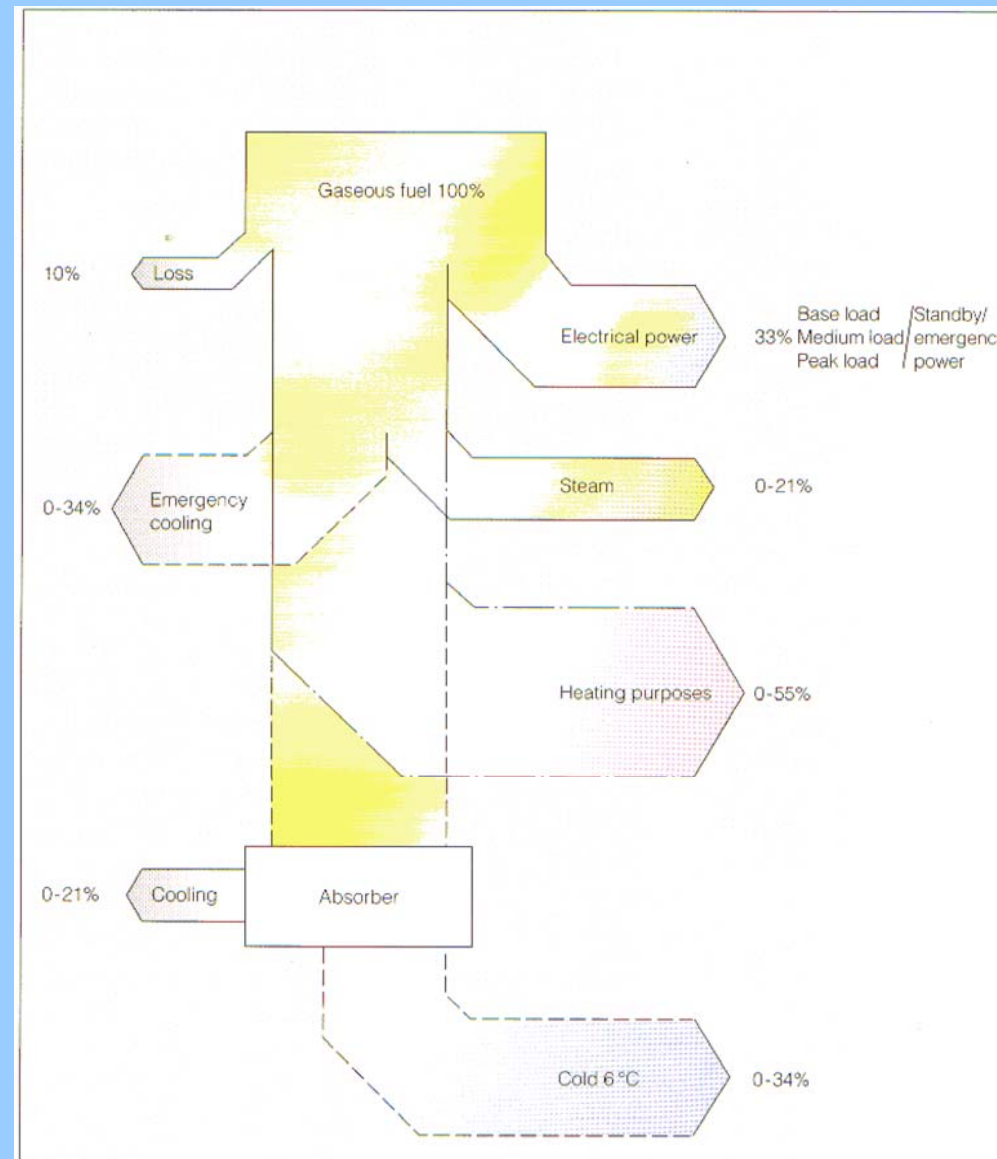 Gaseous fuel 100%
10%
Loss
Electrical power
33%
Base load
Medium load
Peak load
/
Standby/
emergenc
power
0-34%
Emergency
cooling
Steam
0-21%
Heating purposes
0-55%
0-21%
Cooling
Absorber
Cold 6 °C
0-34%